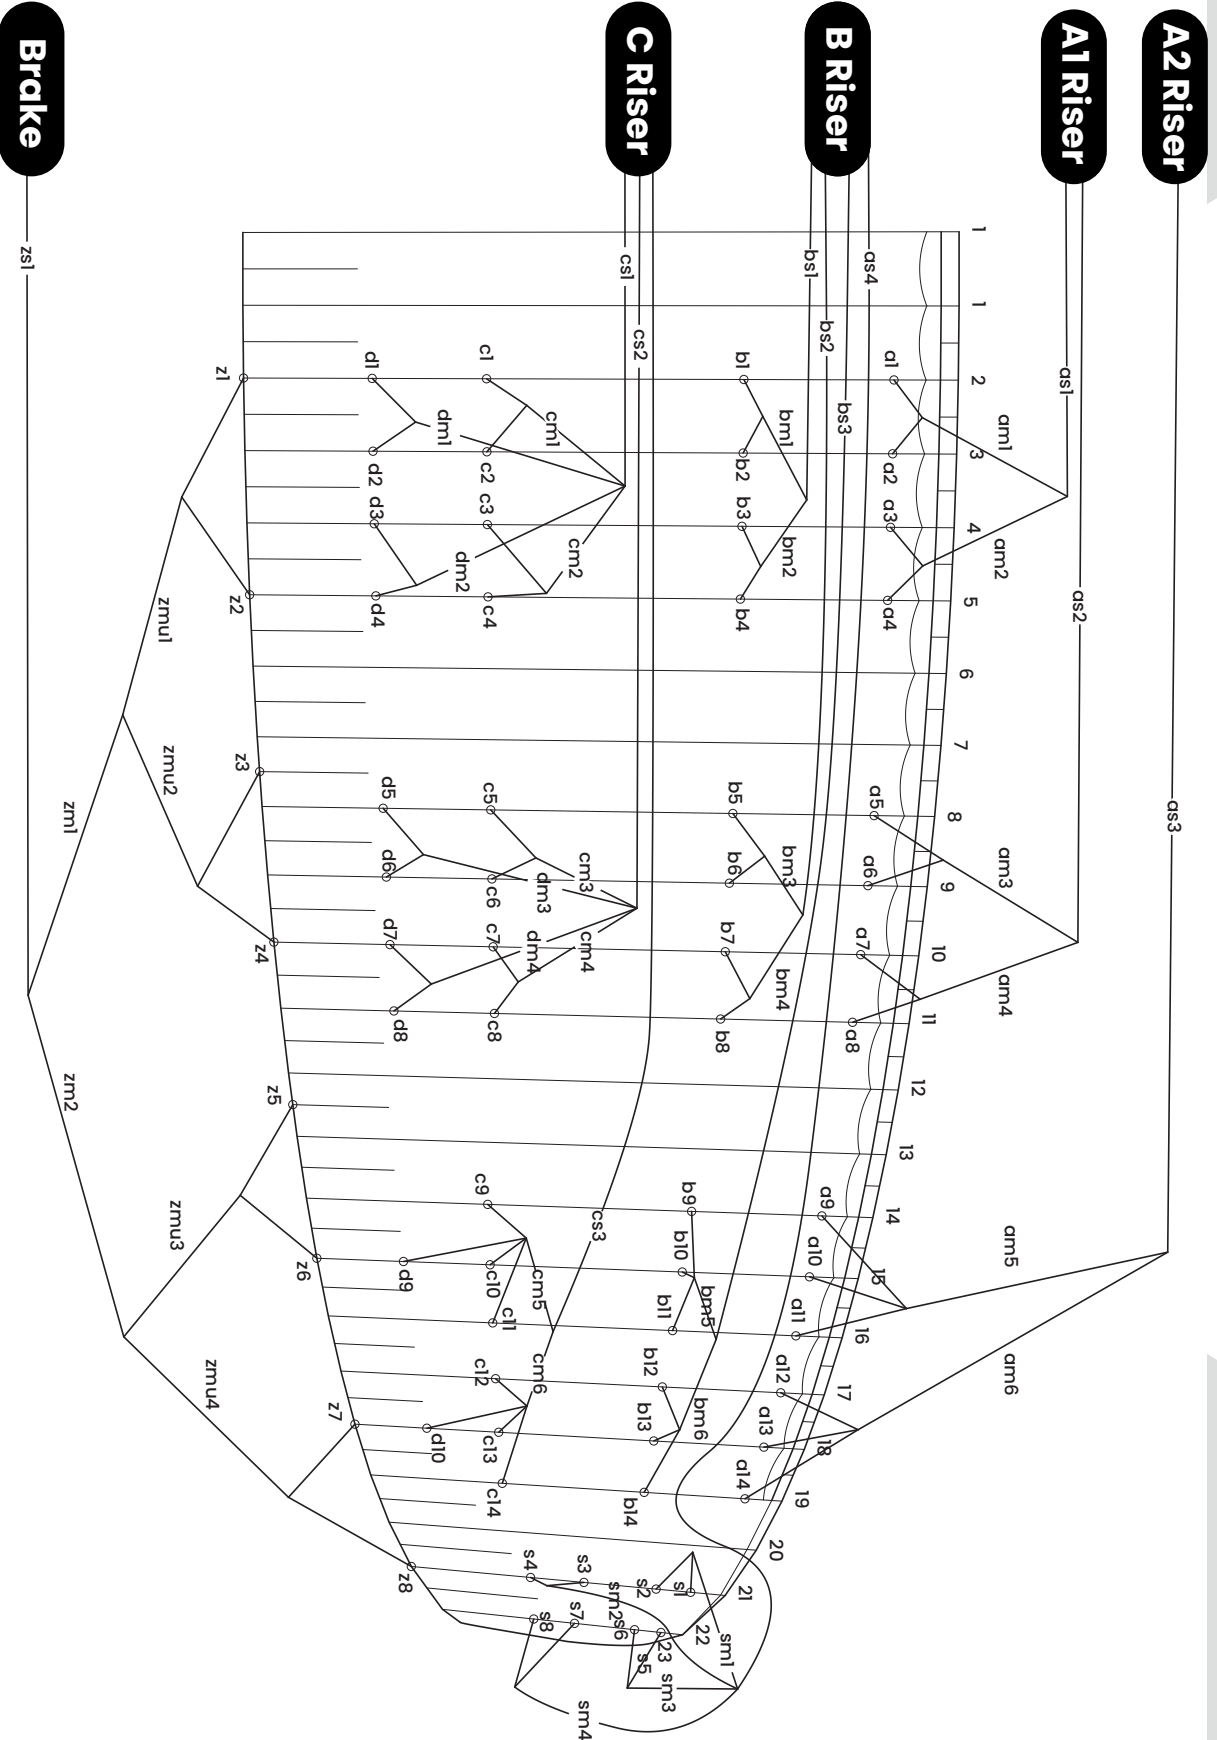 Brake
C Riser
B Riser
A1 Riser
A2 Riser
zs1
cs1
cs2
bs1
bs2
bs3
as4
as1
as2
as3
1
1
2
3
4
5
6
7
8
9
10
11
12
13
14
15
16
17
18
19
20
21
22
23
a1
a2
a3
a4
a5
a6
a7
a8
a9
a10
a11
a12
a13
a14
am1
am2
am3
am4
am5
am6
b1
b2
b3
b4
b5
b6
b7
b8
b9
b10
b11
b12
b13
b14
bm1
bm2
bm3
bm4
bm5
bm6
c1
c2
c3
c4
c5
c6
c7
c8
c9
c10
c11
c12
c13
c14
cm1
cm2
cm3
cm4
cm5
cm6
cs3
d1
d2
d3
d4
d5
d6
d7
d8
d9
d10
dm1
dm2
dm3
dm4
z1
z2
z3
z4
z5
z6
z7
z8
zmu1
zmu2
zmu3
zmu4
zm1
zm2
s1
s2
s3
s4
s5
s6
s7
s8
sm1
sm2
sm3
sm4